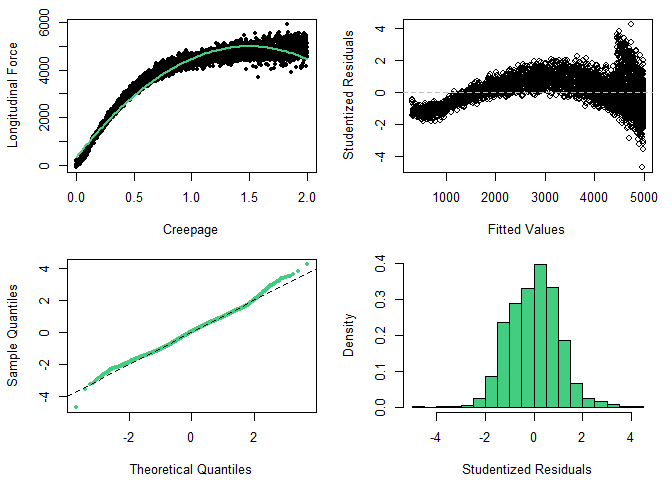 6000
4000
2000
0
Longitudinal Force
0.0 0.5 1.0 1.5 2.0
Creepage
4
2
0
-2
-4
Studentized Residuals
1000 2000 3000 4000 5000
Fitted Values
4
2
0
-2
-4
Sample Quantiles
-2 0 2
Theoretical Quantiles
0.4
0.3
0.2
0.1
0.0
Density
-4 -2 0 2 4
Studentized Residuals